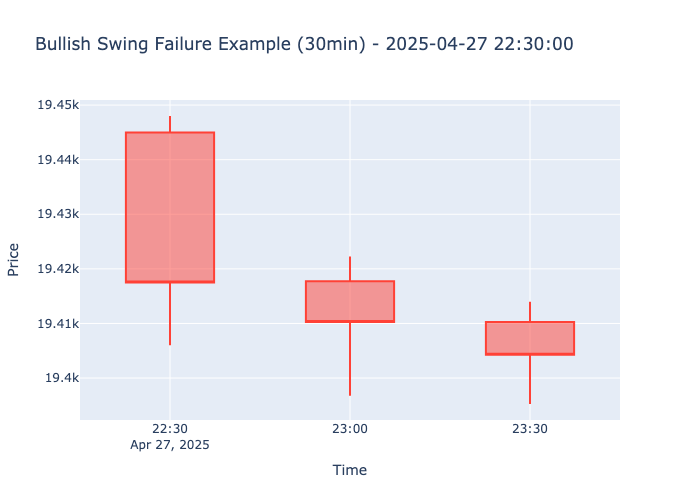 Bullish Swing Failure Example (30min) - 2025-04-27 22:30:00
19.45k
19.44k
19.43k
19.42k
19.41k
19.4k
Price
22:30
Apr 27, 2025
23:00
23:30
Time